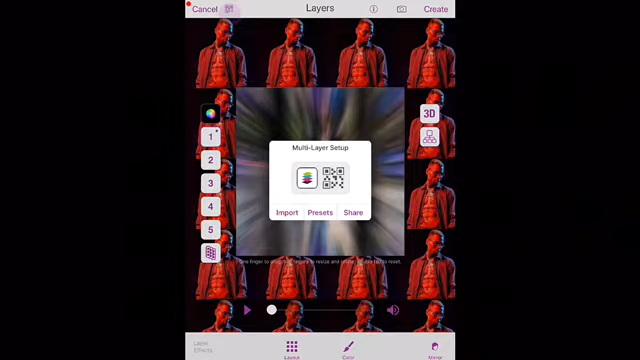 Cancel
Layers
Create
3D
1
2
3
4
5
Multi-Layer Setup
Import
Presets
Share
Layer
Effects
Layout
Color
Mirror